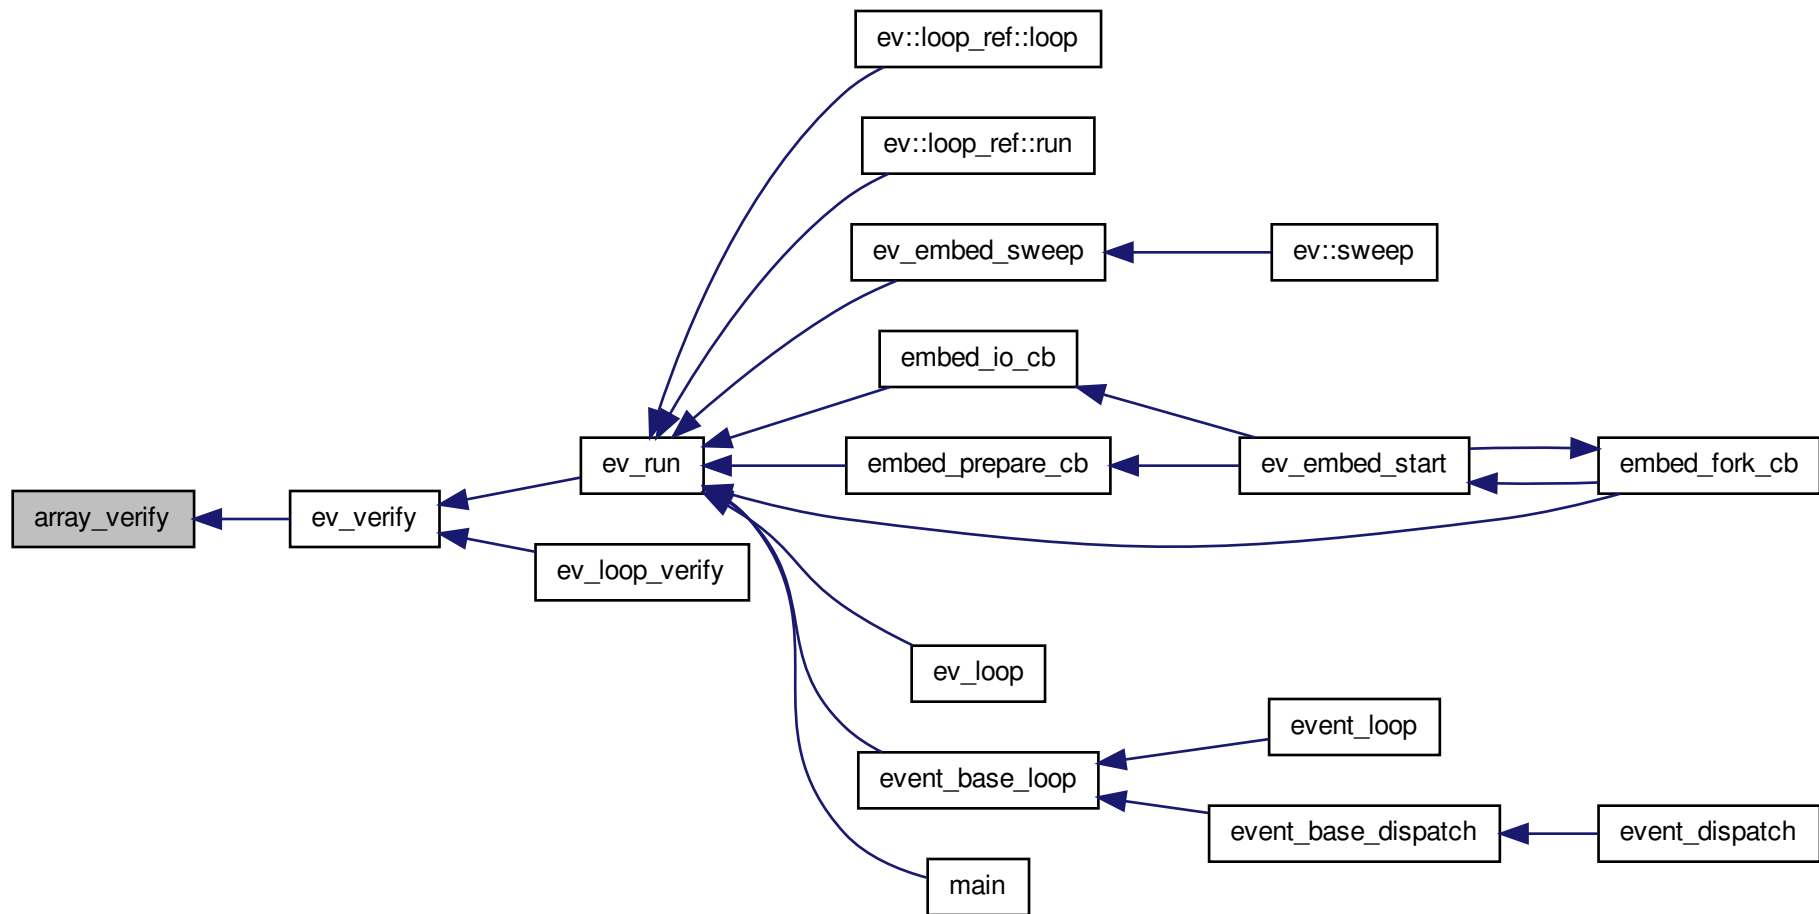 ev::loop_ref::loop
ev::loop_ref::run
ev_embed_sweep
ev::sweep
embed_io_cb
ev_run
embed_prepare_cb
ev_embed_start
embed_fork_cb
array_verify
ev_verify
ev_loop_verify
ev_loop
event_loop
event_base_loop
event_base_dispatch
event_dispatch
main